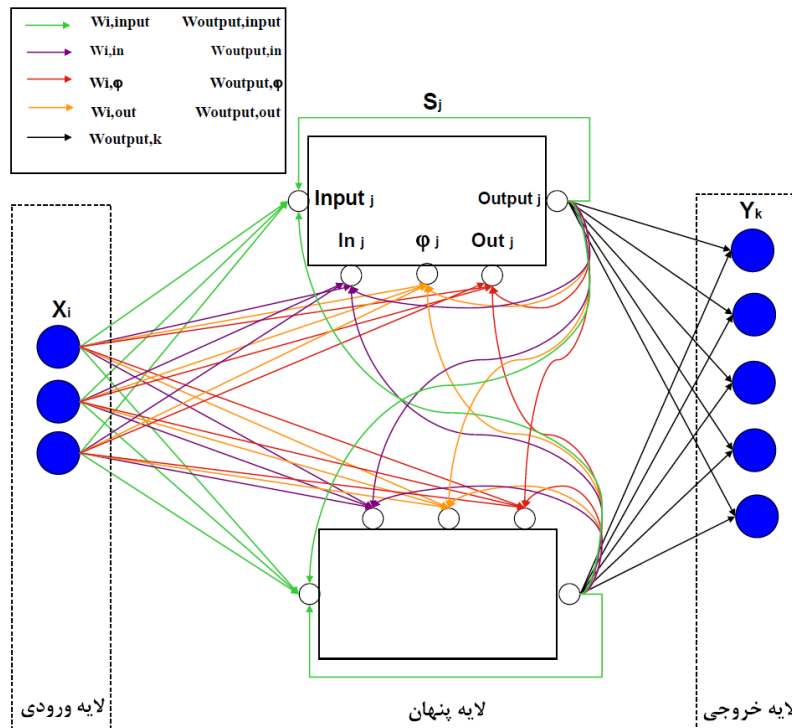 Wi,input Woutput,input
Wi,in Woutput,in
Wi,φ Woutput,φ
Wi,out Woutput,out
Woutput,k
Sj
Input j Output j
In j φ j Out j
Xi
Yk
لایه ورودی
لایه پنهان
لایه خروجی